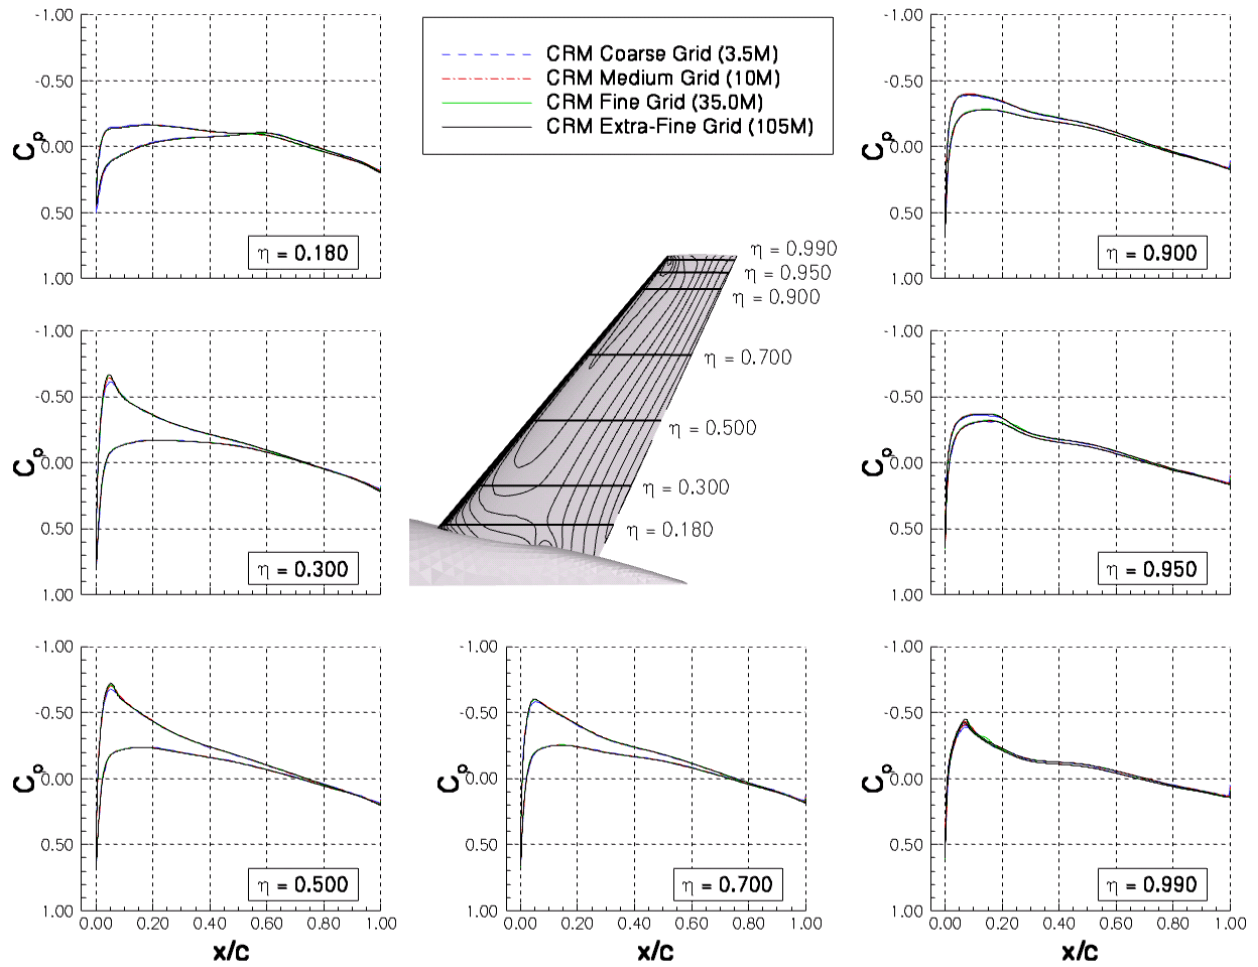 CRM Coarse Grid (3.5M)
CRM Medium Grid (10M)
CRM Fine Grid (35.0M)
CRM Extra-Fine Grid (105M)
-1.00
-0.50
0.00
0.50
1.00
Cp
η = 0.180
-1.00
-0.50
0.00
0.50
1.00
Cp
η = 0.900
η = 0.990
η = 0.950
η = 0.900
η = 0.700
η = 0.500
η = 0.300
η = 0.180
-1.00
-0.50
0.00
0.50
1.00
Cp
η = 0.300
-1.00
-0.50
0.00
0.50
1.00
Cp
η = 0.950
-1.00
-0.50
0.00
0.50
1.00
Cp
η = 0.500
0.00 0.20 0.40 0.60 0.80 1.00
x/c
-1.00
-0.50
0.00
0.50
1.00
Cp
η = 0.700
0.00 0.20 0.40 0.60 0.80 1.00
x/c
-1.00
-0.50
0.00
0.50
1.00
Cp
η = 0.990
0.00 0.20 0.40 0.60 0.80 1.00
x/c